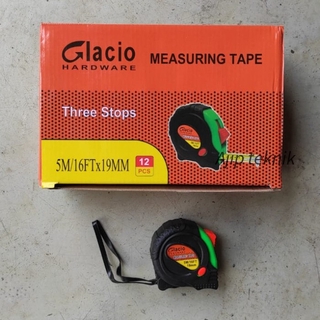 Glacio
HARDWARE
MEASURING TAPE
Three Stops
Ajip teknik
5M/16FTx19MM
12
PCS